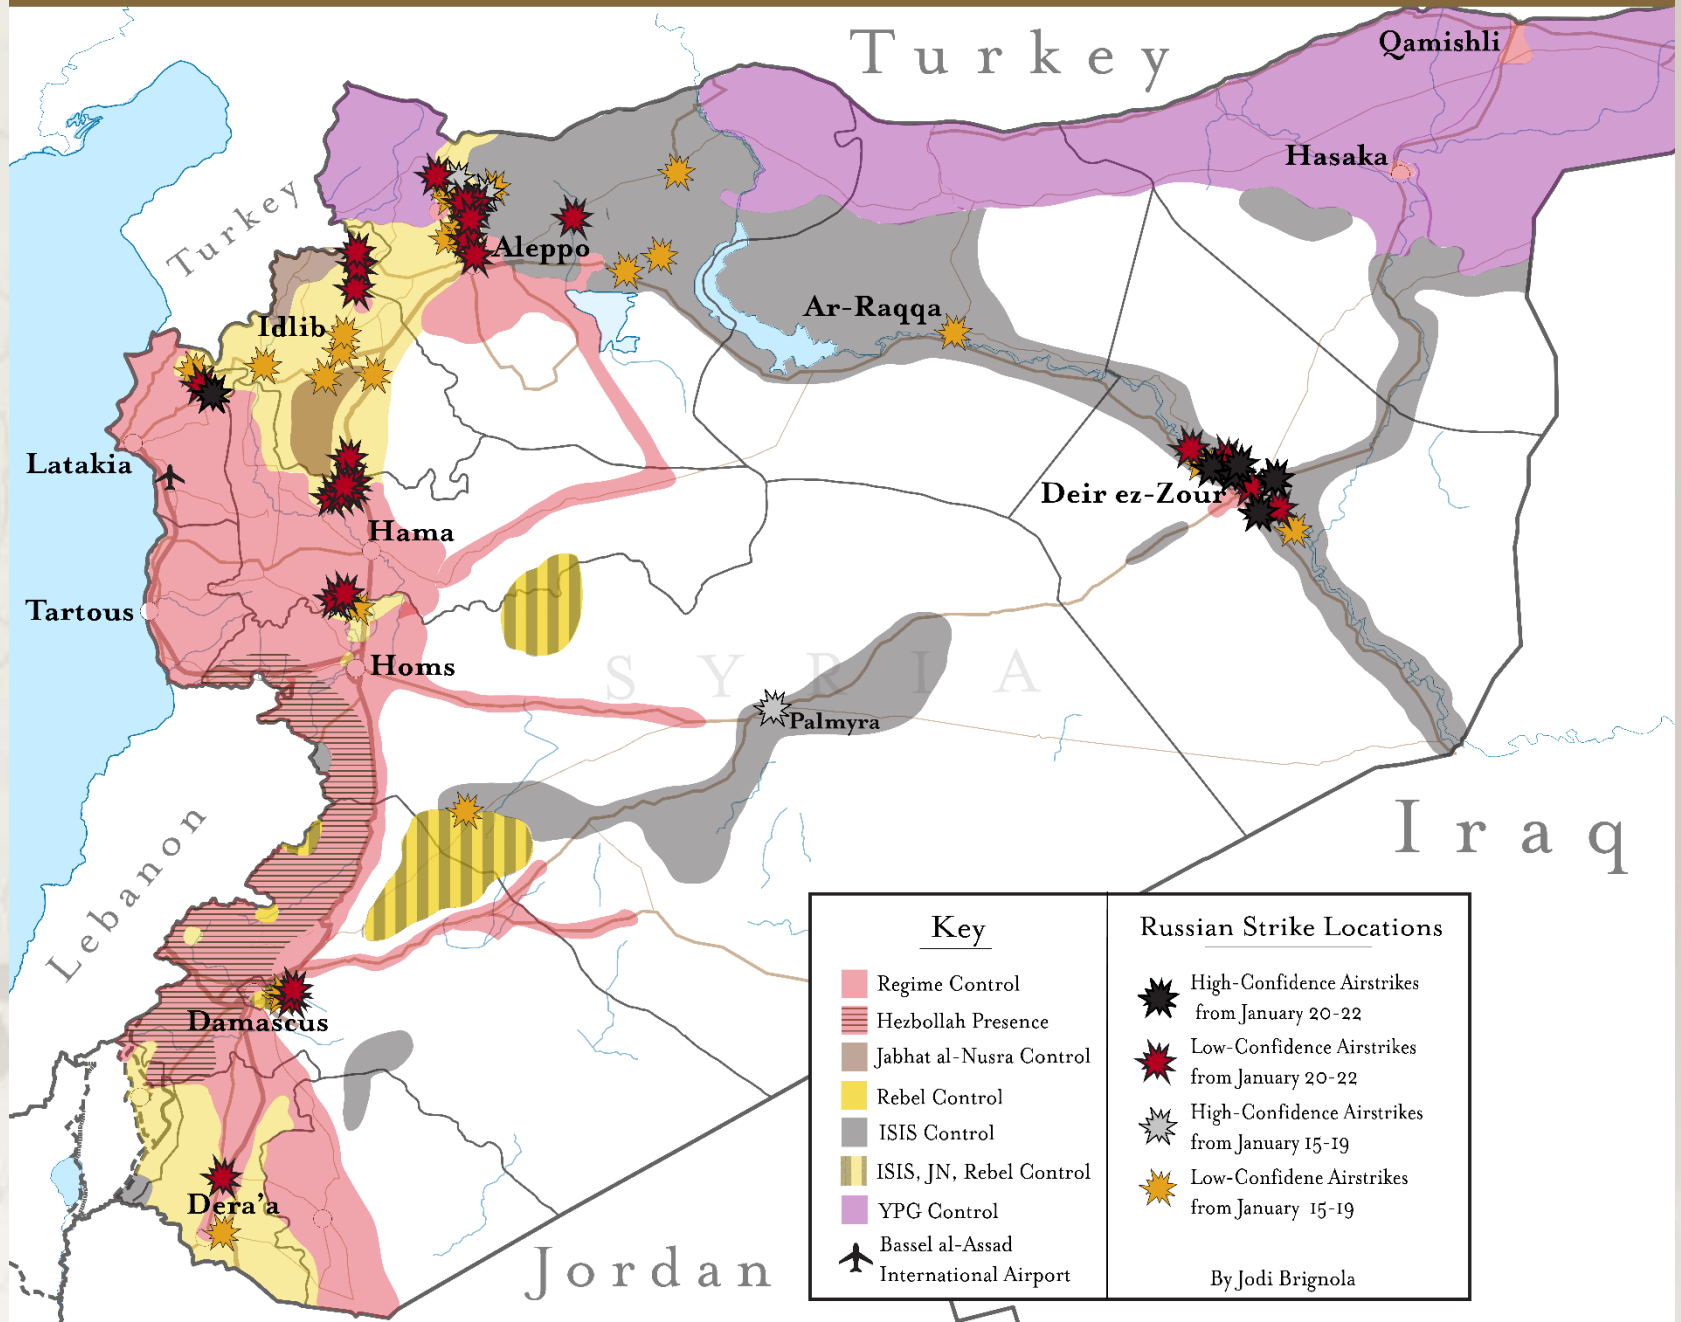 Turkey
Qamishli
Hasaka
Turkey
Aleppo
Ar-Raqqa
Idlib
Latakia
Deir ez-Zour
Hama
Tartous
Homs
SYRIA
Palmyra
Iraq
Lebanon
Damascus
Dera'a
Jordan
Key
Regime Control
Hezbollah Presence
Jabhat al-Nusra Control
Rebel Control
ISIS Control
ISIS, JN, Rebel Control
YPG Control
Bassel al-Assad
International Airport
Russian Strike Locations
High-Confidence Airstrikes
from January 20-22
Low-Confidence Airstrikes
from January 20-22
High-Confidence Airstrikes
from January 15-19
Low-Confidene Airstrikes
from January 15-19
By Jodi Brignola